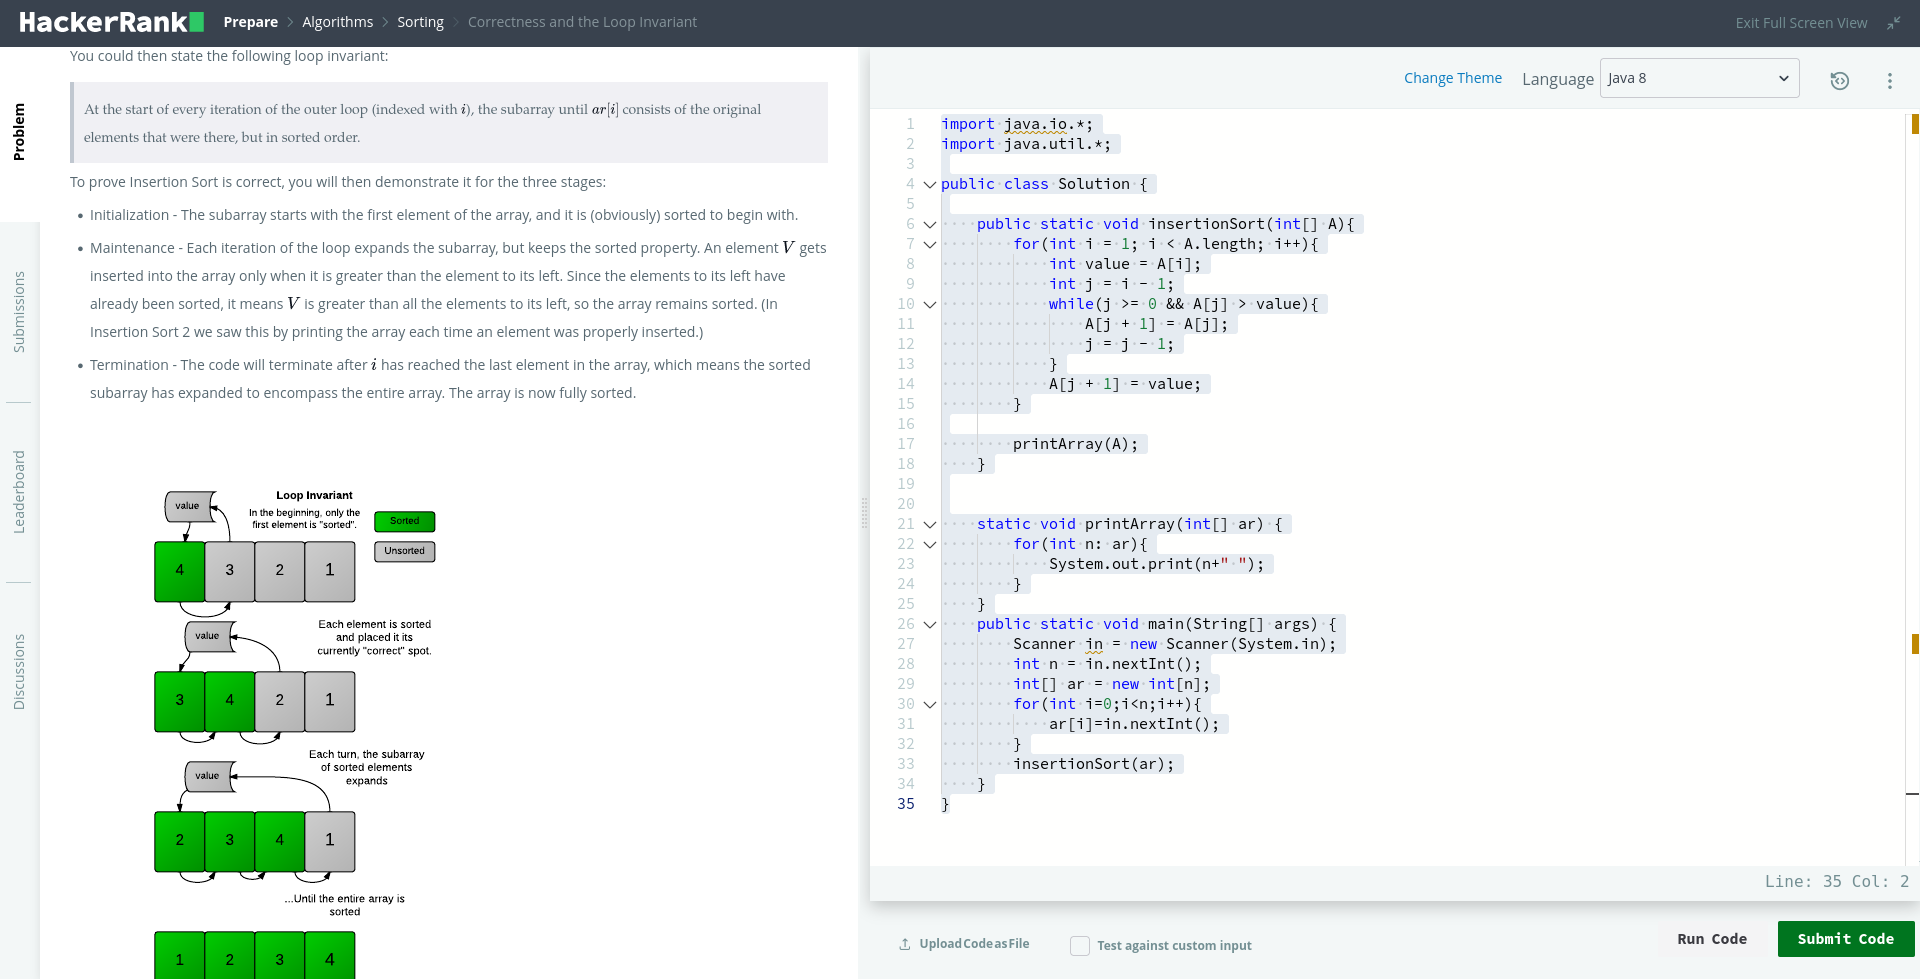 HackerRank Prepare > Algorithms > Sorting > Correctness and the Loop Invariant
Exit Full Screen View
Problem
Submissions
Leaderboard
Discussions
You could then state the following loop invariant:
At the start of every iteration of the outer loop (indexed with i), the subarray until ar[i] consists of the original
elements that were there, but in sorted order.
To prove Insertion Sort is correct, you will then demonstrate it for the three stages:
• Initialization - The subarray starts with the first element of the array, and it is (obviously) sorted to begin with.
• Maintenance - Each iteration of the loop expands the subarray, but keeps the sorted property. An element V gets
inserted into the array only when it is greater than the element to its left. Since the elements to its left have
already been sorted, it means V is greater than all the elements to its left, so the array remains sorted. (In
Insertion Sort 2 we saw this by printing the array each time an element was properly inserted.)
• Termination - The code will terminate after i has reached the last element in the array, which means the sorted
subarray has expanded to encompass the entire array. The array is now fully sorted.
value
Loop Invariant
In the beginning, only the
first element is "sorted".
Sorted
Unsorted
4 3 2 1
value
Each element is sorted
and placed it its
currently "correct" spot.
3 4 2 1
value
Each turn, the subarray
of sorted elements
expands
2 3 4 1
...Until the entire array is
sorted
1 2 3 4
Change Theme Language Java 8
1 import java.io.*;
2 import java.util.*;
3
4 public class Solution {
5
6     public static void insertionSort(int[] A){
7         for(int i = 1; i < A.length; i++){
8             int value = A[i];
9             int j = i - 1;
10             while(j >= 0 && A[j] > value){
11                 A[j + 1] = A[j];
12                 j = j - 1;
13             }
14             A[j + 1] = value;
15         }
16
17         printArray(A);
18     }
19
20
21     static void printArray(int[] ar) {
22         for(int n: ar){
23             System.out.print(n+" ");
24         }
25     }
26     public static void main(String[] args) {
27         Scanner in = new Scanner(System.in);
28         int n = in.nextInt();
29         int[] ar = new int[n];
30         for(int i=0;i<n;i++){
31             ar[i]=in.nextInt();
32         }
33         insertionSort(ar);
34     }
35 }
Line: 35 Col: 2
Upload Code as File
Test against custom input
Run Code
Submit Code